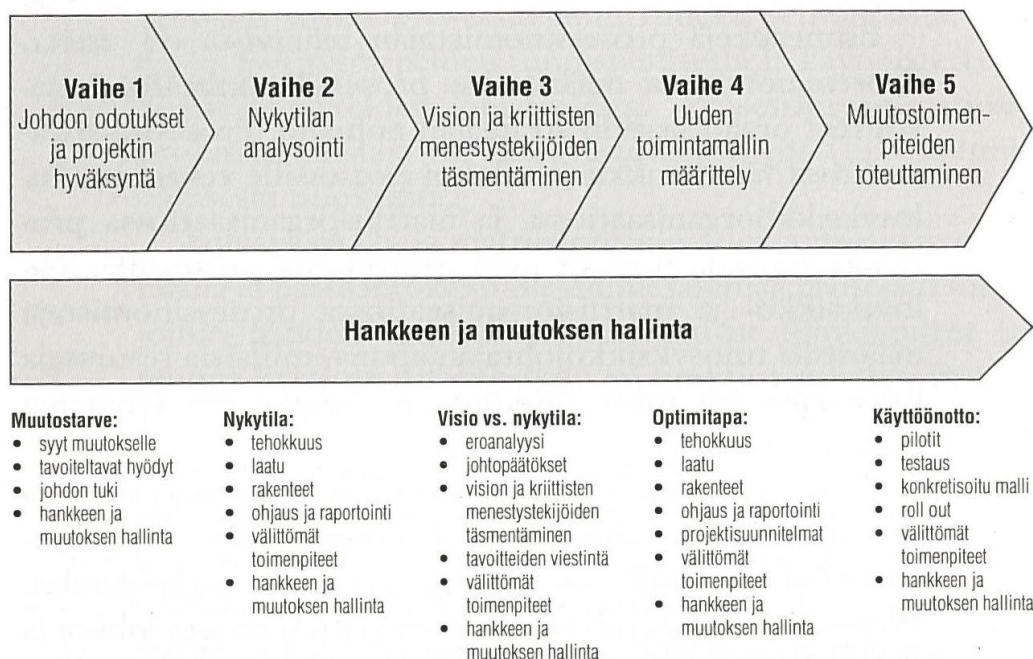 Vaihe 1
Johdon odotukset
ja projektin
hyväksyntä
Vaihe 2
Nykytilan
analysointi
Vaihe 3
Vision ja kriittisten
menestystekijöiden
täsmentäminen
Vaihe 4
Uuden
toimintamallin
määrittely
Vaihe 5
Muutostoimen-
piteiden
toteuttaminen
Hankkeen ja muutoksen hallinta
Muutostarve:
• syyt muutokselle
• tavoiteltavat hyödyt
• johdon tuki
• hankkeen ja
muutoksen hallinta
Nykytila:
• tehokkuus
• laatu
• rakenteet
• ohjaus ja raportointi
• välittömät
toimenpiteet
• hankkeen ja
muutoksen hallinta
Visio vs. nykytila:
• eroanalyysi
• johtopäätökset
• vision ja kriittisten
menestystekijöiden
täsmentäminen
• tavoitteiden viestintä
• välittömät
toimenpiteet
• hankkeen ja
muutoksen hallinta
Optimitapa:
• tehokkuus
• laatu
• rakenteet
• ohjaus ja raportointi
• projektisuunnitelmat
• välittömät
toimenpiteet
• hankkeen ja
muutoksen hallinta
Käyttöönotto:
• pilotit
• testaus
• konkretisoitu malli
• roll out
• välittömät
toimenpiteet
• hankkeen ja
muutoksen hallinta